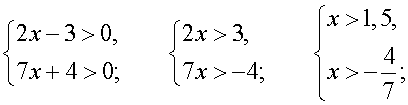 {2x − 3 > 0,
7x + 4 > 0;
{2x > 3,
7x > −4;
{x > 1,5,
x > −4/7;